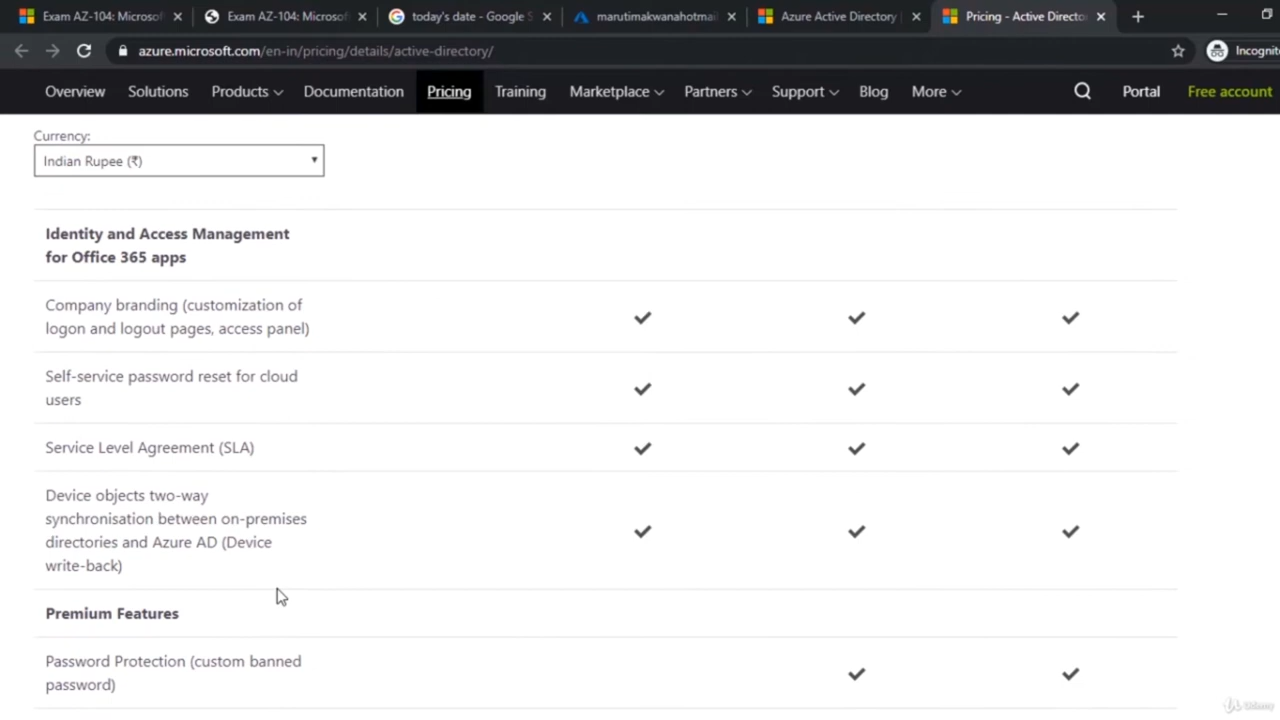 Exam AZ-104: Microsof
Exam AZ-104: Microsof
today's date - Google S
marutimakwanahotmail
Azure Active Directory
Pricing - Active Directo
azure.microsoft.com/en-in/pricing/details/active-directory/
Incognito
Overview
Solutions
Products
Documentation
Pricing
Training
Marketplace
Partners
Support
Blog
More
Portal
Free account
Currency:
Indian Rupee (₹)
Identity and Access Management
for Office 365 apps
Company branding (customization of
logon and logout pages, access panel)
Self-service password reset for cloud
users
Service Level Agreement (SLA)
Device objects two-way
synchronisation between on-premises
directories and Azure AD (Device
write-back)
Premium Features
Password Protection (custom banned
password)
Udemy